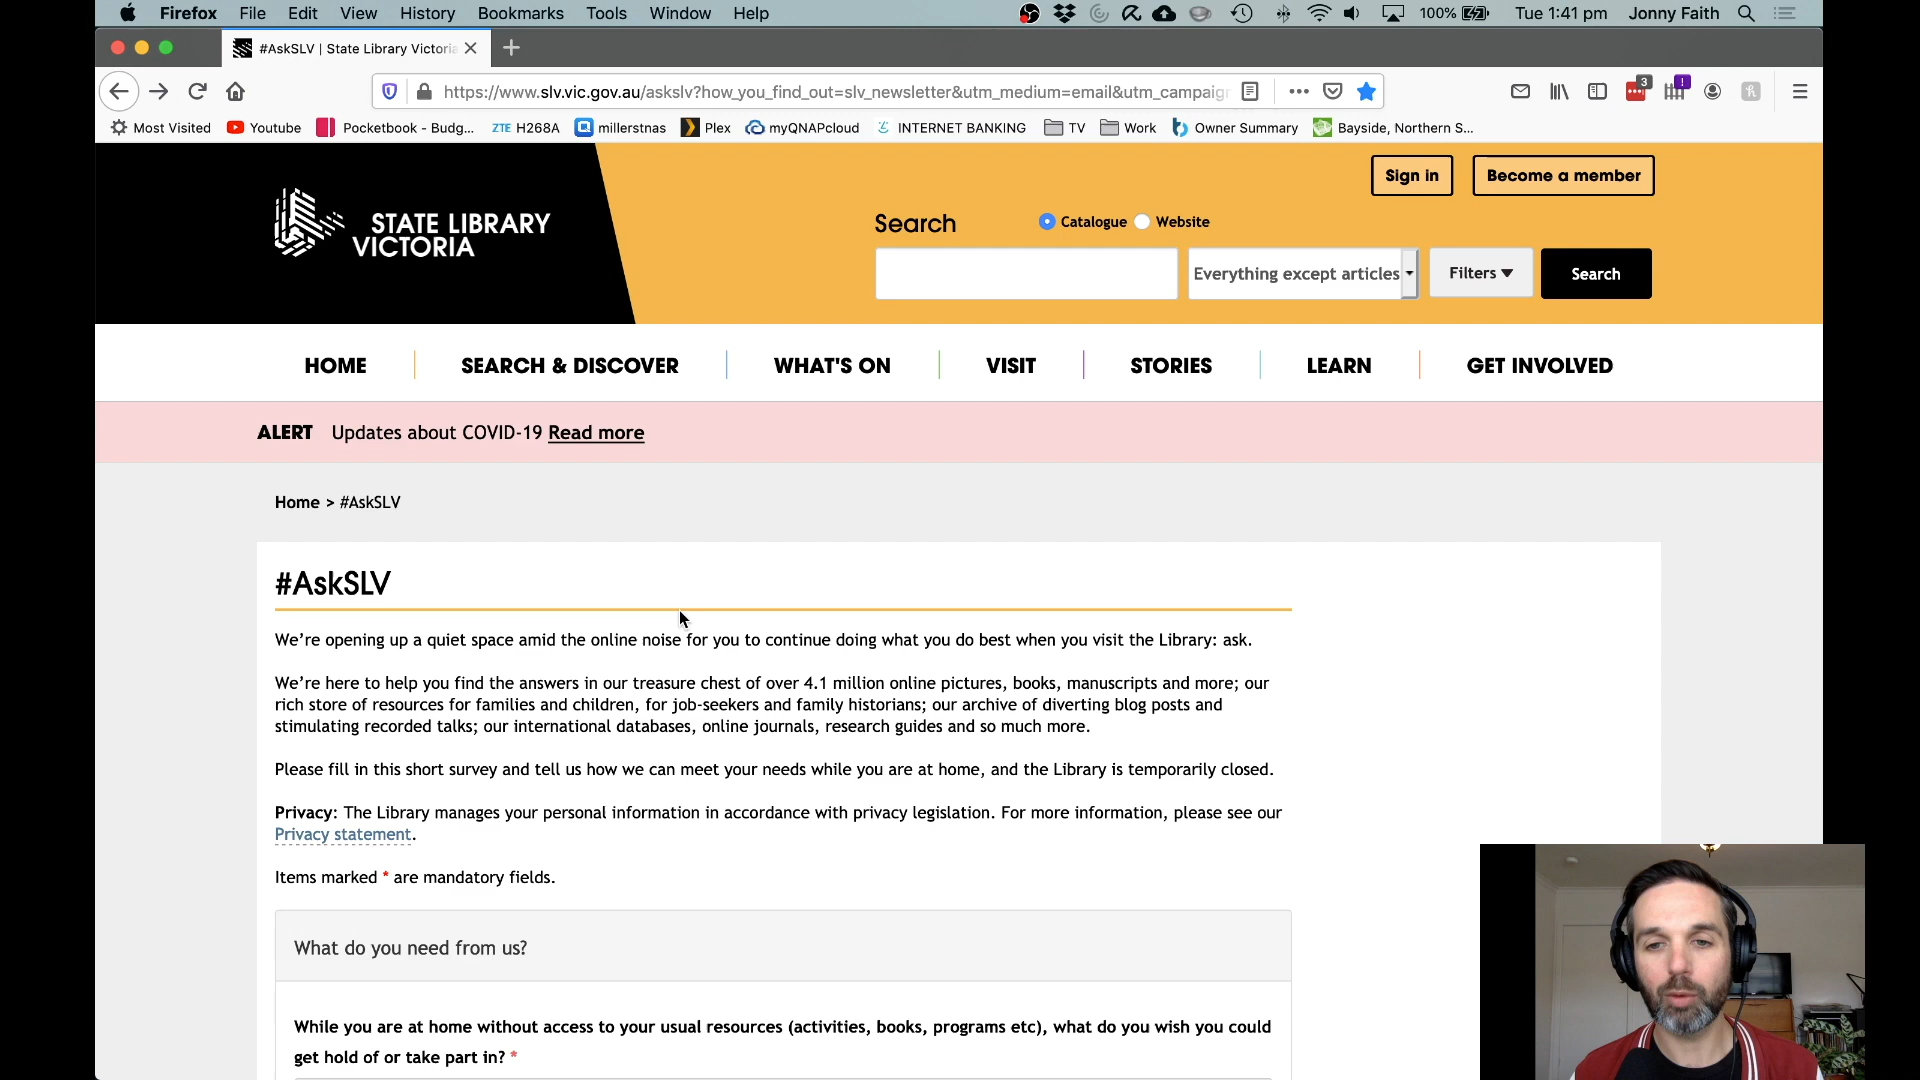 Firefox File Edit View History Bookmarks Tools Window Help 100% Tue 1:41 pm Jonny Faith
#AskSLV | State Library Victoria
https://www.slv.vic.gov.au/askslv?how_you_find_out=slv_newsletter&utm_medium=email&utm_campaig
3
!
Most Visited Youtube Pocketbook - Budg... ZTE H268A millerstnas Plex myQNAPcloud INTERNET BANKING TV Work Owner Summary Bayside, Northern S...
Sign in Become a member
STATE LIBRARY
VICTORIA
Search Catalogue Website
Everything except articles Filters Search
HOME SEARCH & DISCOVER WHAT'S ON VISIT STORIES LEARN GET INVOLVED
ALERT Updates about COVID-19 Read more
Home > #AskSLV
#AskSLV
We’re opening up a quiet space amid the online noise for you to continue doing what you do best when you visit the Library: ask.
We’re here to help you find the answers in our treasure chest of over 4.1 million online pictures, books, manuscripts and more; our
rich store of resources for families and children, for job-seekers and family historians; our archive of diverting blog posts and
stimulating recorded talks; our international databases, online journals, research guides and so much more.
Please fill in this short survey and tell us how we can meet your needs while you are at home, and the Library is temporarily closed.
Privacy: The Library manages your personal information in accordance with privacy legislation. For more information, please see our
Privacy statement.
Items marked * are mandatory fields.
What do you need from us?
While you are at home without access to your usual resources (activities, books, programs etc), what do you wish you could
get hold of or take part in? *